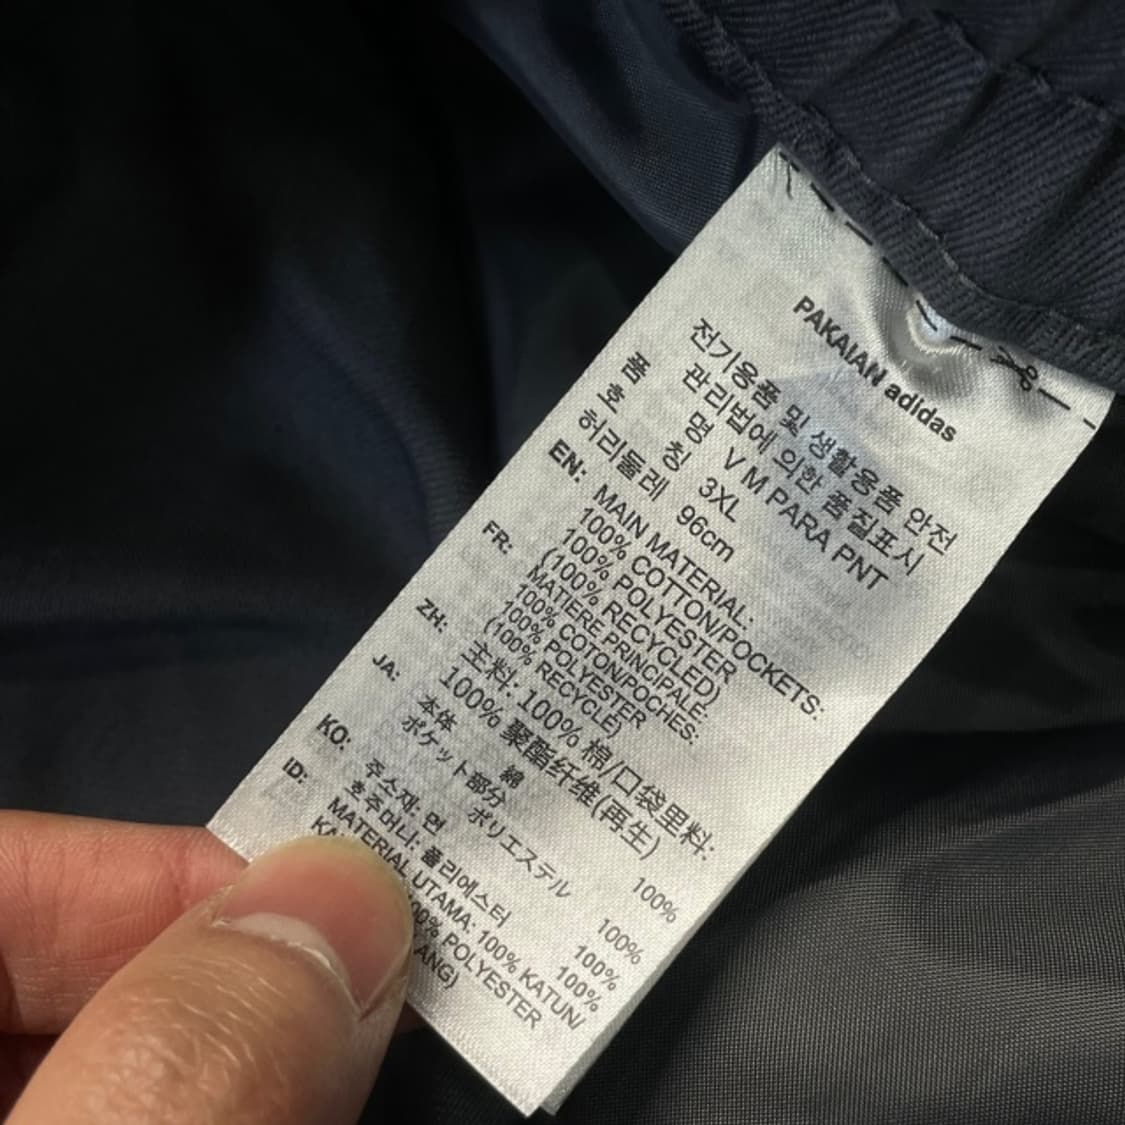 PAKAIAN adidas
전기용품 및 생활용품 안전
관리법에 의한 품질표시
품 명 V M PARA PNT
호 칭 3XL
허리둘레 96cm
EN: MAIN MATERIAL:
100% COTTON/POCKETS:
100% POLYESTER
(100% RECYCLED)
FR: MATIERE PRINCIPALE:
100% COTON/POCHES:
100% POLYESTER
(100% RECYCLÉ)
ZH: 主料: 100% 棉/口袋里料:
100% 聚酯纤维(再生)
JA: 本体 綿 100%
ポケット部分 ポリエステル 100%
KO: 주소재: 면 100%
호주머니: 폴리에스터 100%
ID: MATERIAL UTAMA: 100% KATUN/
100% POLYESTER
ANG)